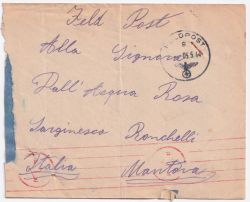 Feld Post
Alla Signora
Dall'Acqua Rosa
Sarginesco Ronchelli
Italia Mantova